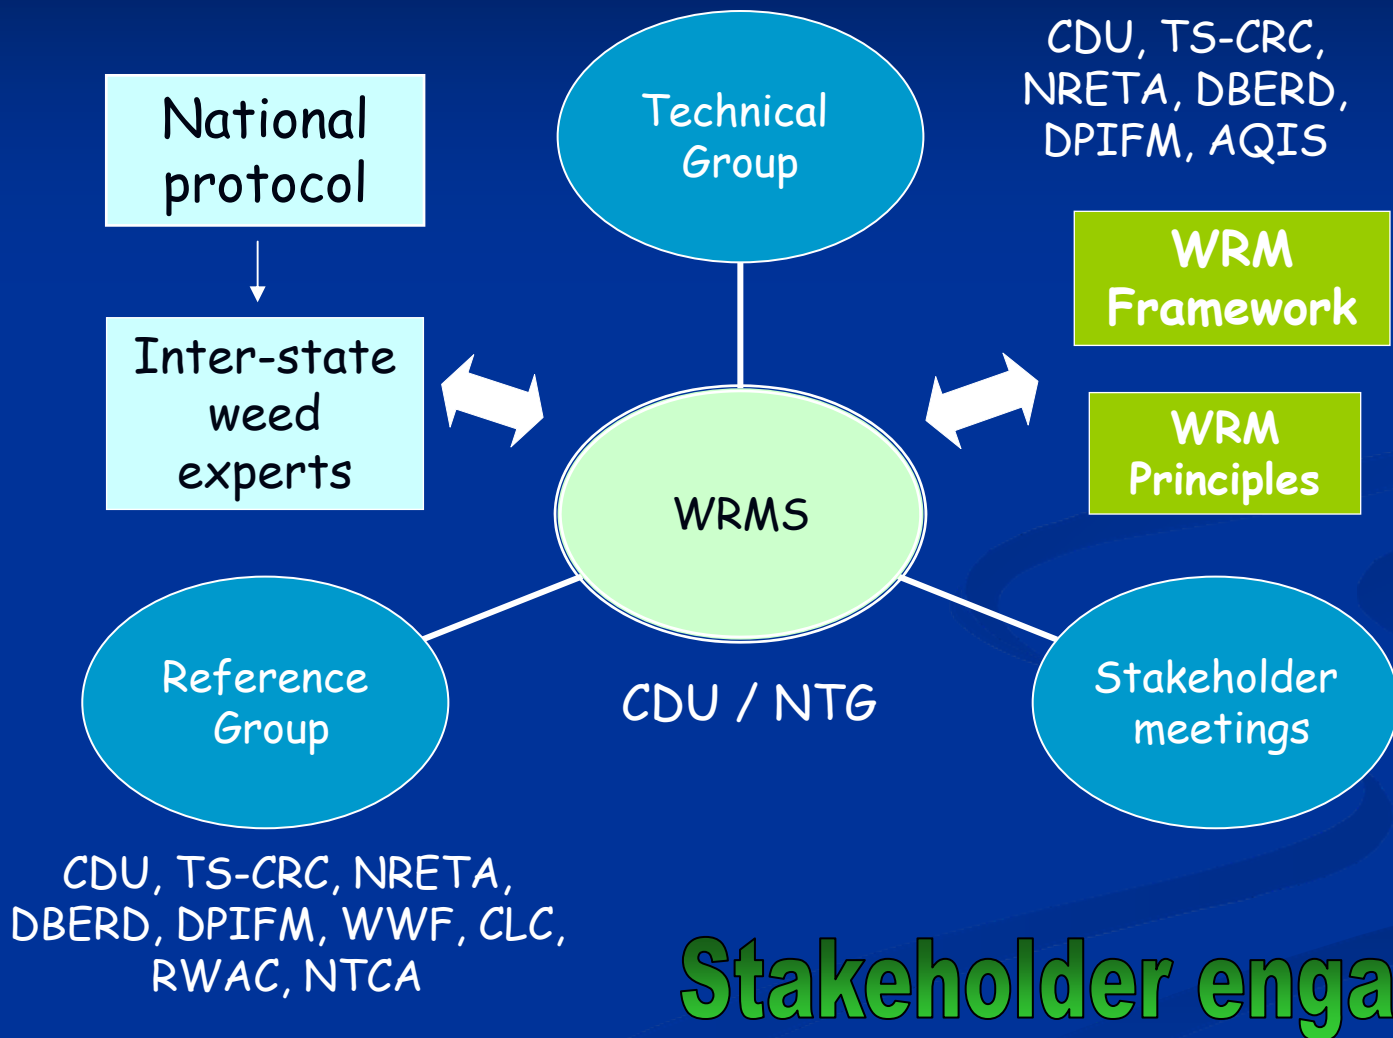 National
protocol
Technical
Group
CDU, TS-CRC,
NRETA, DBERD,
DPIFM, AQIS
WRM
Framework
Inter-state
weed
experts
WRM
Principles
WRMS
Reference
Group
CDU / NTG
Stakeholder
meetings
CDU, TS-CRC, NRETA,
DBERD, DPIFM, WWF, CLC,
RWAC, NTCA
Stakeholder enga